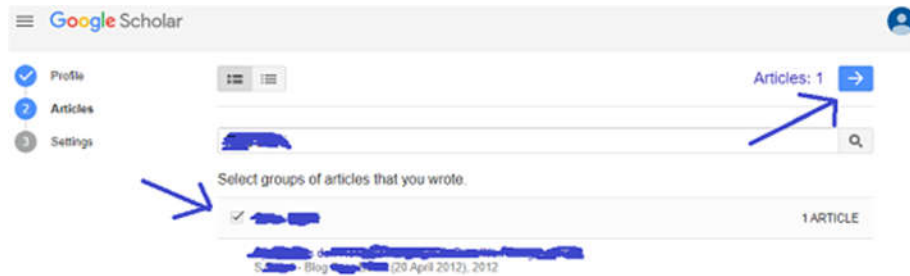 Google Scholar
Profile
Articles: 1
2 Articles
3 Settings
Select groups of articles that you wrote.
1 ARTICLE
S - Blog (20 April 2012), 2012